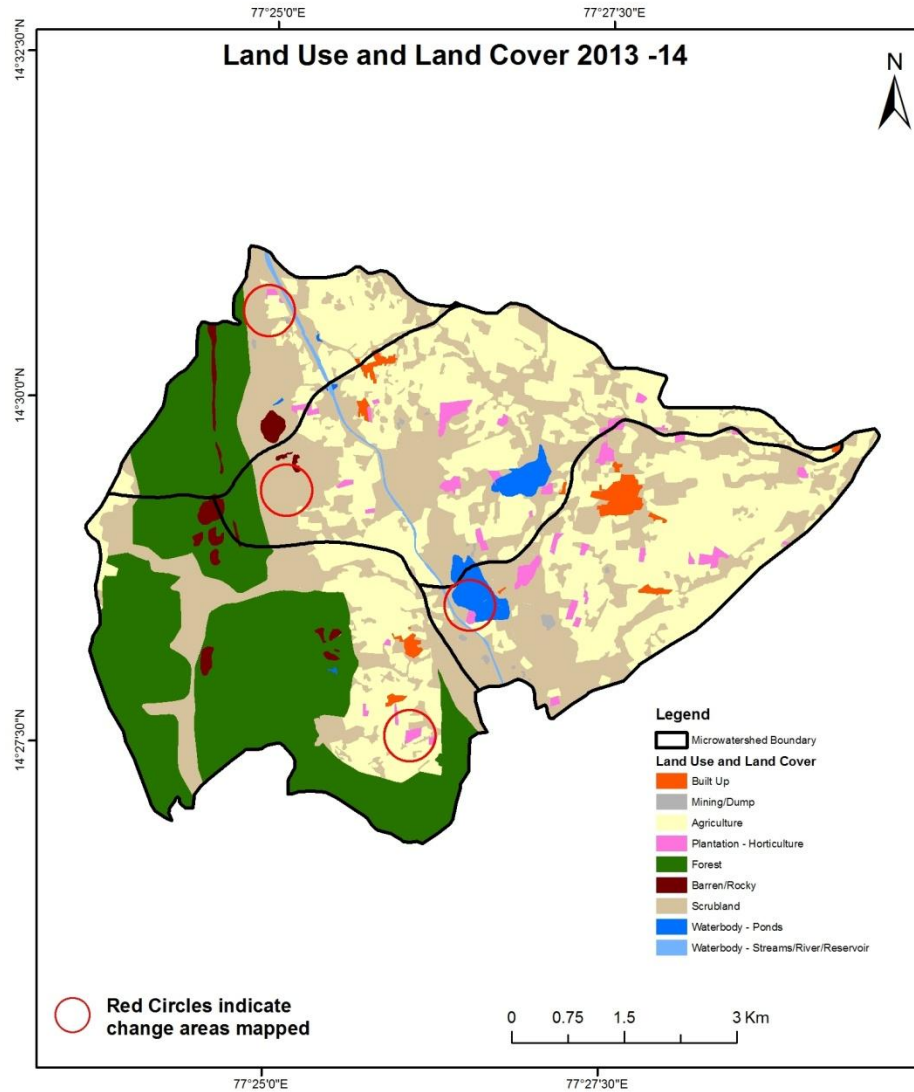 77°25'0"E
77°27'30"E
14°32'30"N
Land Use and Land Cover 2013 -14
N
14°30'0"N
14°27'30"N
Legend
Microwatershed Boundary
Land Use and Land Cover
Built Up
Mining/Dump
Agriculture
Plantation - Horticulture
Forest
Barren/Rocky
Scrubland
Waterbody - Ponds
Waterbody - Streams/River/Reservoir
Red Circles indicate
change areas mapped
0 0.75 1.5 3 Km
77°25'0"E
77°27'30"E